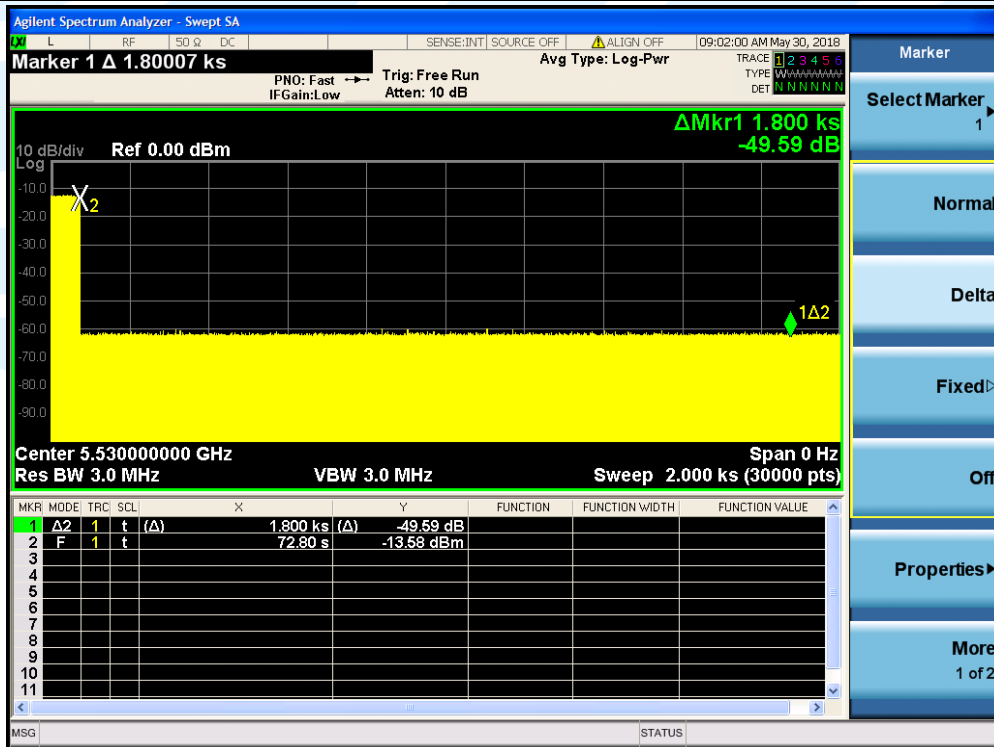 Agilent Spectrum Analyzer - Swept SA
LXI L RF 50 Ω DC SENSE:INT SOURCE OFF ALIGN OFF 09:02:00 AM May 30, 2018
Marker 1 Δ 1.80007 ks
PNO: Fast
IFGain:Low
Trig: Free Run
Atten: 10 dB
Avg Type: Log-Pwr
TRACE 1 2 3 4 5 6
TYPE W
DET N N N N N N
ΔMkr1 1.800 ks
-49.59 dB
10 dB/div Ref 0.00 dBm
Log
-10.0
-20.0
-30.0
-40.0
-50.0
-60.0
-70.0
-80.0
-90.0
X2
1Δ2
Center 5.530000000 GHz Span 0 Hz
Res BW 3.0 MHz VBW 3.0 MHz Sweep 2.000 ks (30000 pts)
MKR MODE TRC SCL X Y FUNCTION FUNCTION WIDTH FUNCTION VALUE
1 Δ2 1 t (Δ) 1.800 ks (Δ) -49.59 dB
2 F 1 t 72.80 s -13.58 dBm
3
4
5
6
7
8
9
10
11
MSG STATUS
Marker
Select Marker
1
Normal
Delta
Fixed
Off
Properties
More
1 of 2